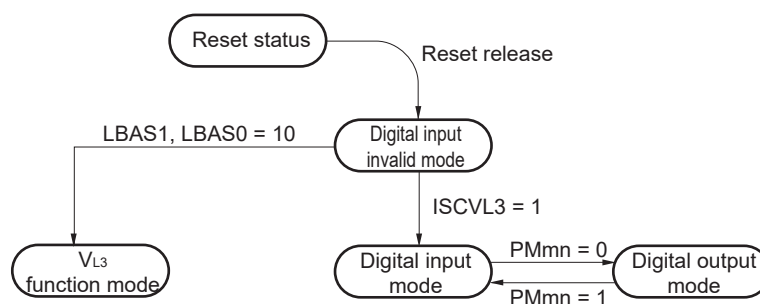 Reset status
Reset release
Digital input
invalid mode
LBAS1, LBAS0 = 10
ISCVL3 = 1
VL3
function mode
Digital input
mode
PMmn = 0
PMmn = 1
Digital output
mode